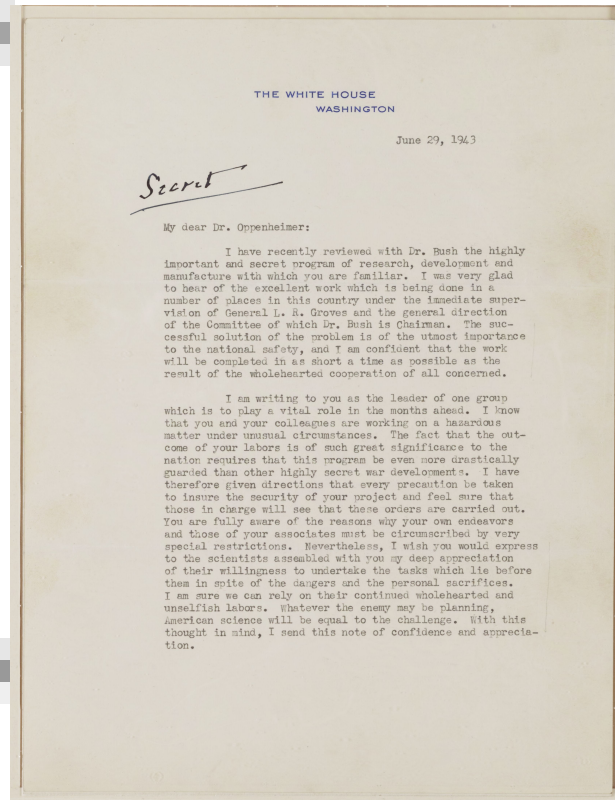 THE WHITE HOUSE
WASHINGTON
June 29, 1943
Secret
My dear Dr. Oppenheimer:
I have recently reviewed with Dr. Bush the highly
important and secret program of research, development and
manufacture with which you are familiar. I was very glad
to hear of the excellent work which is being done in a
number of places in this country under the immediate super-
vision of General L. R. Groves and the general direction
of the Committee of which Dr. Bush is Chairman. The suc-
cessful solution of the problem is of the utmost importance
to the national safety, and I am confident that the work
will be completed in as short a time as possible as the
result of the wholehearted cooperation of all concerned.
I am writing to you as the leader of one group
which is to play a vital role in the months ahead. I know
that you and your colleagues are working on a hazardous
matter under unusual circumstances. The fact that the out-
come of your labors is of such great significance to the
nation requires that this program be even more drastically
guarded than other highly secret war developments. I have
therefore given directions that every precaution be taken
to insure the security of your project and feel sure that
those in charge will see that these orders are carried out.
You are fully aware of the reasons why your own endeavors
and those of your associates must be circumscribed by very
special restrictions. Nevertheless, I wish you would express
to the scientists assembled with you my deep appreciation
of their willingness to undertake the tasks which lie before
them in spite of the dangers and the personal sacrifices.
I am sure we can rely on their continued wholehearted and
unselfish labors. Whatever the enemy may be planning,
American science will be equal to the challenge. With this
thought in mind, I send this note of confidence and apprecia-
tion.